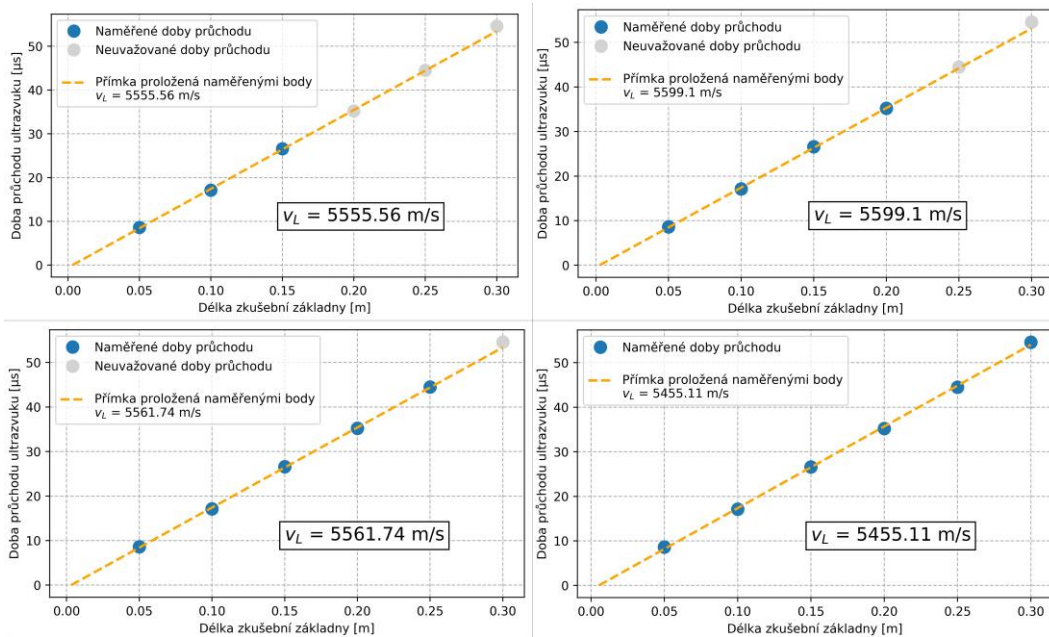 Doba průchodu ultrazvuku [µs]
50
40
30
20
10
0
Naměřené doby průchodu
Neuvažované doby průchodu
Přímka proložená naměřenými body
v_L = 5555.56 m/s
v_L = 5555.56 m/s
0.00 0.05 0.10 0.15 0.20 0.25 0.30
Délka zkušební základny [m]
Doba průchodu ultrazvuku [µs]
50
40
30
20
10
0
Naměřené doby průchodu
Neuvažované doby průchodu
Přímka proložená naměřenými body
v_L = 5599.1 m/s
v_L = 5599.1 m/s
0.00 0.05 0.10 0.15 0.20 0.25 0.30
Délka zkušební základny [m]
Doba průchodu ultrazvuku [µs]
50
40
30
20
10
0
Naměřené doby průchodu
Neuvažované doby průchodu
Přímka proložená naměřenými body
v_L = 5561.74 m/s
v_L = 5561.74 m/s
0.00 0.05 0.10 0.15 0.20 0.25 0.30
Délka zkušební základny [m]
Doba průchodu ultrazvuku [µs]
50
40
30
20
10
0
Naměřené doby průchodu
Přímka proložená naměřenými body
v_L = 5455.11 m/s
v_L = 5455.11 m/s
0.00 0.05 0.10 0.15 0.20 0.25 0.30
Délka zkušební základny [m]